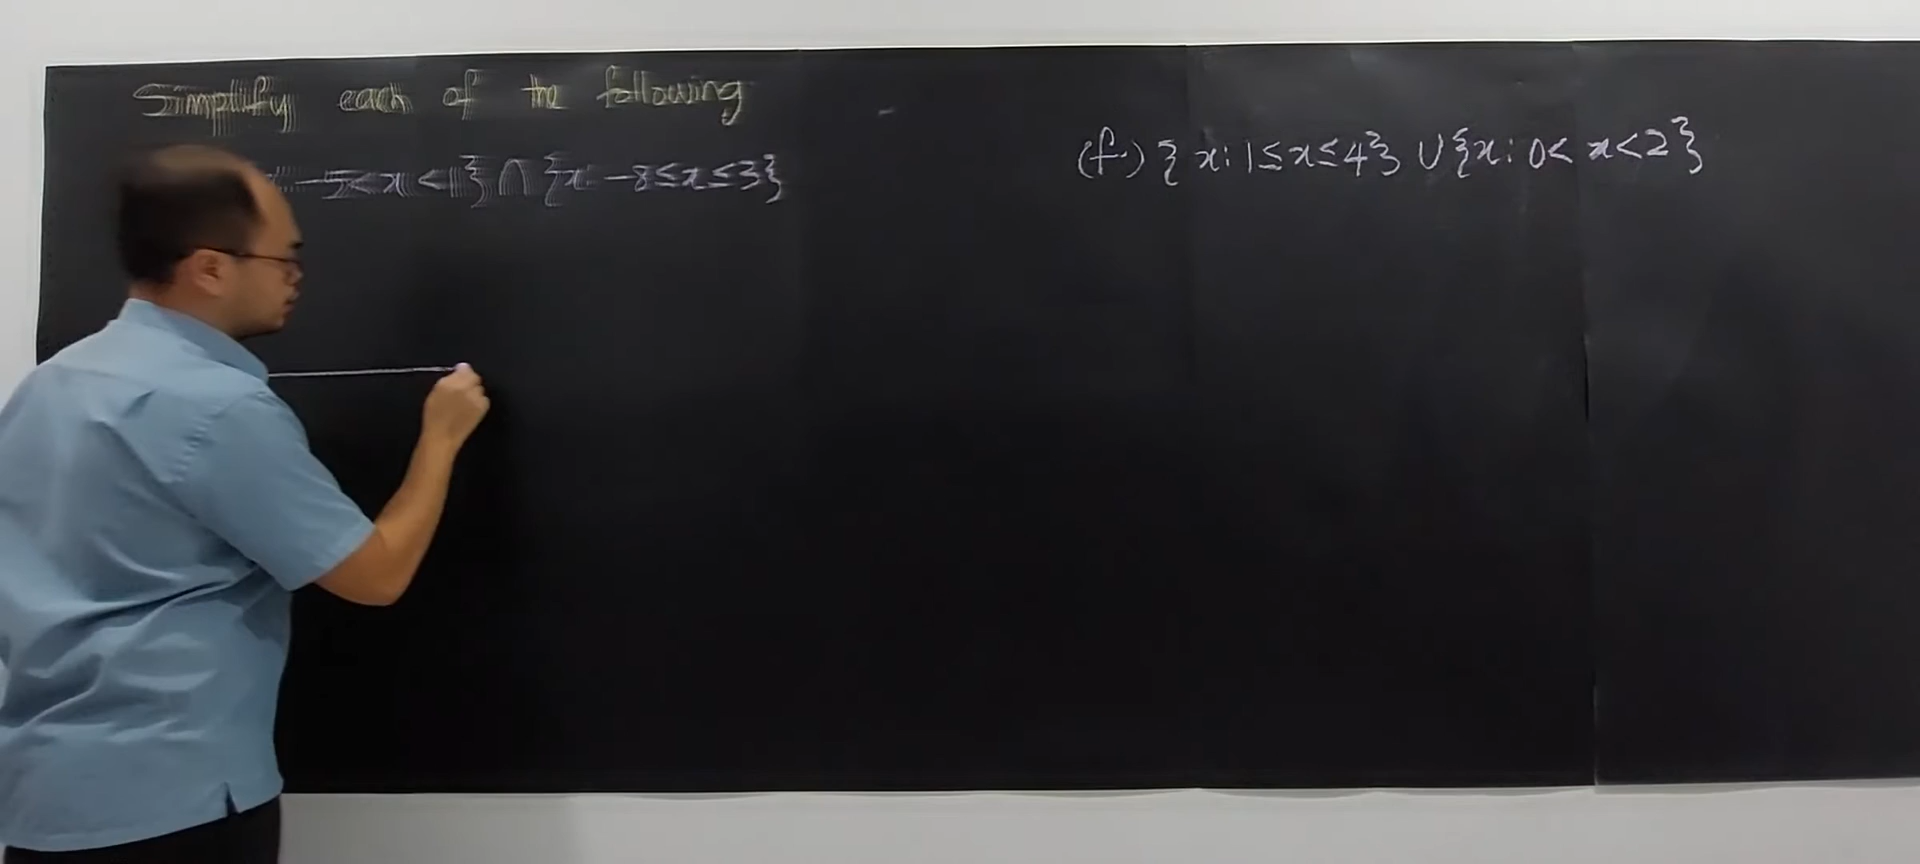 Simplify each of the following
-5<x<1} ∩ {x: -8≤x≤3}
(f.) { x: 1≤x≤4} ∪ {x: 0< x<2}